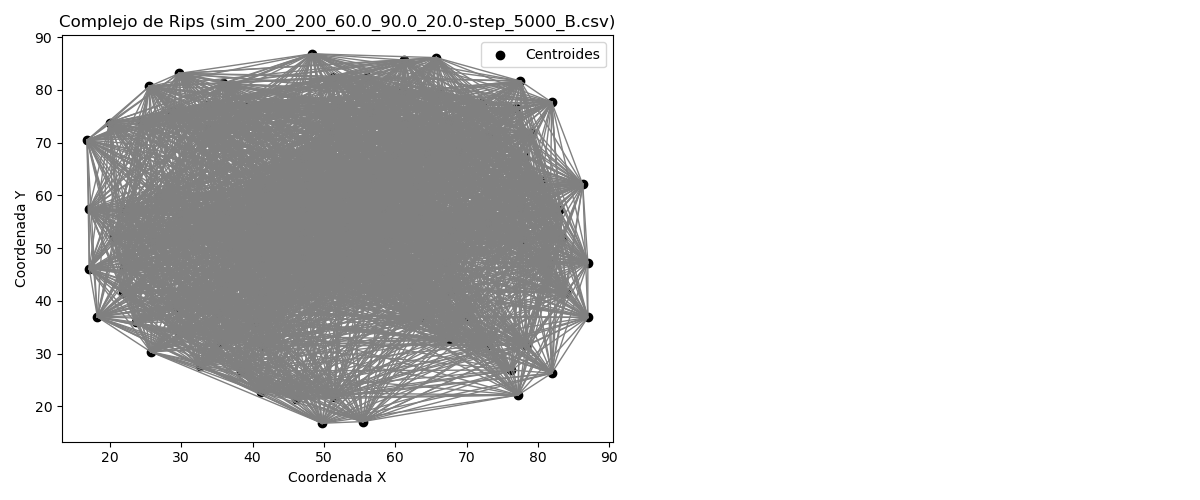 Complejo de Rips (sim_200_200_60.0_90.0_20.0-step_5000_B.csv)
Centroides
90
80
70
60
50
40
30
20
Coordenada Y
20 30 40 50 60 70 80 90
Coordenada X